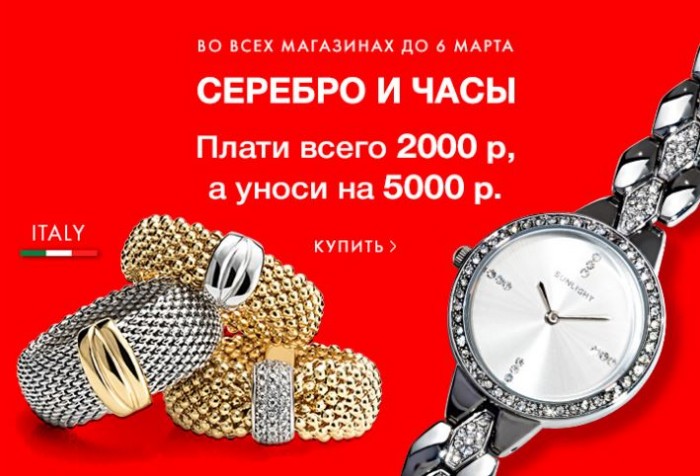 ВО ВСЕХ МАГАЗИНАХ ДО 6 МАРТА
СЕРЕБРО И ЧАСЫ
Плати всего 2000 р,
а уноси на 5000 р.
ITALY
КУПИТЬ >
SUNLIGHT